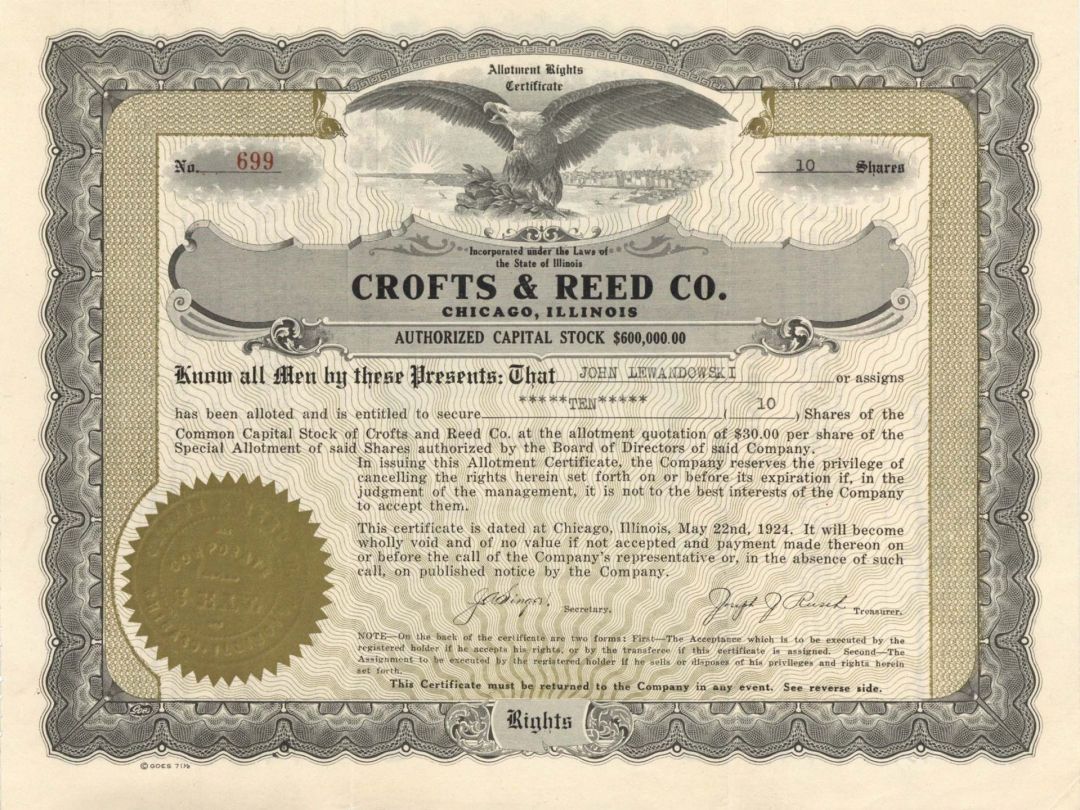 Allotment Rights
Certificate
No. 699
10 Shares
Incorporated under the Laws of
the State of Illinois
CROFTS & REED CO.
CHICAGO, ILLINOIS
AUTHORIZED CAPITAL STOCK $600,000.00
Know all Men by these Presents: That JOHN LEWANDOWSKI or assigns
has been alloted and is entitled to secure *****TEN***** ( 10 ) Shares of the
Common Capital Stock of Crofts and Reed Co. at the allotment quotation of $30.00 per share of the
Special Allotment of said Shares authorized by the Board of Directors of said Company.
In issuing this Allotment Certificate, the Company reserves the privilege of
cancelling the rights herein set forth on or before its expiration if, in the
judgment of the management, it is not to the best interests of the Company
to accept them.
This certificate is dated at Chicago, Illinois, May 22nd, 1924. It will become
wholly void and of no value if not accepted and payment made thereon on
or before the call of the Company's representative or, in the absence of such
call, on published notice by the Company.
Secretary.
Joseph J Rusch Treasurer.
NOTE—On the back of the certificate are two forms: First—The Acceptance which is to be executed by the
registered holder if he accepts his rights, or by the transferee if this certificate is assigned. Second—The
Assignment to be executed by the registered holder if he sells or disposes of his privileges and rights herein
set forth.
This Certificate must be returned to the Company in any event. See reverse side.
Rights
Goes
© GOES 71½